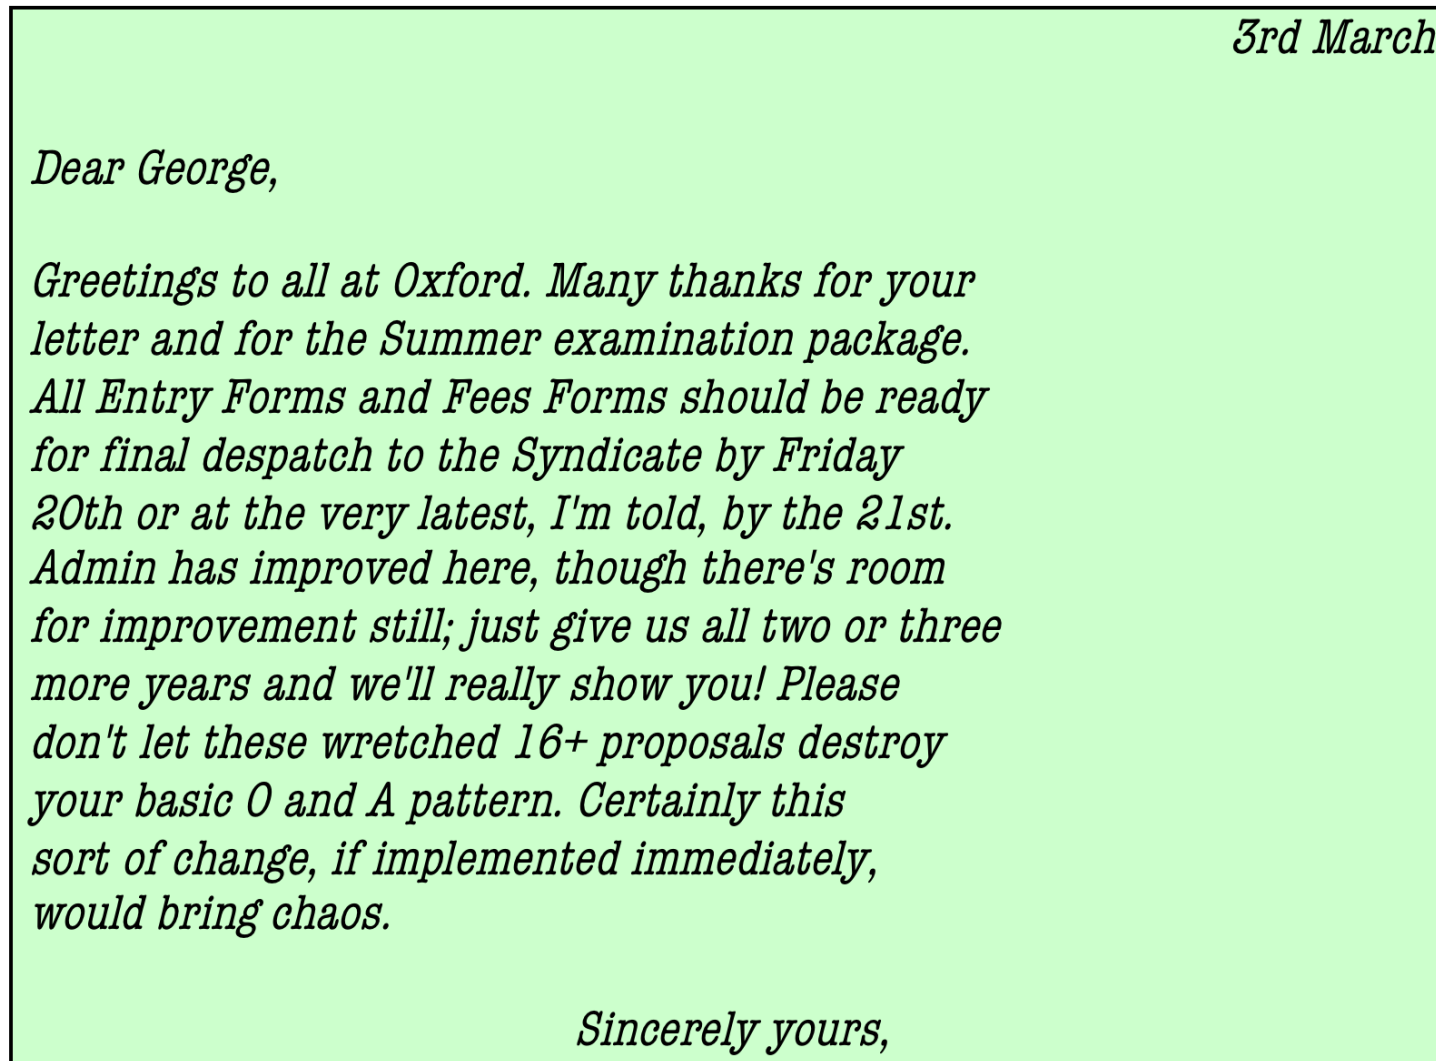 3rd March
Dear George,
Greetings to all at Oxford. Many thanks for your
letter and for the Summer examination package.
All Entry Forms and Fees Forms should be ready
for final despatch to the Syndicate by Friday
20th or at the very latest, I'm told, by the 21st.
Admin has improved here, though there's room
for improvement still; just give us all two or three
more years and we'll really show you! Please
don't let these wretched 16+ proposals destroy
your basic O and A pattern. Certainly this
sort of change, if implemented immediately,
would bring chaos.
Sincerely yours,